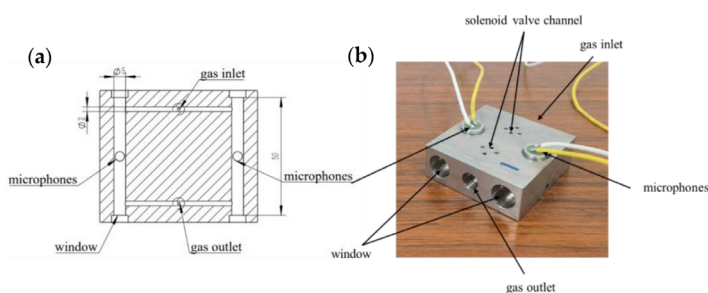 (a)
Ø5
gas inlet
Ø2
50
microphones
microphones
window
gas outlet
(b)
solenoid valve channel
gas inlet
microphones
window
gas outlet